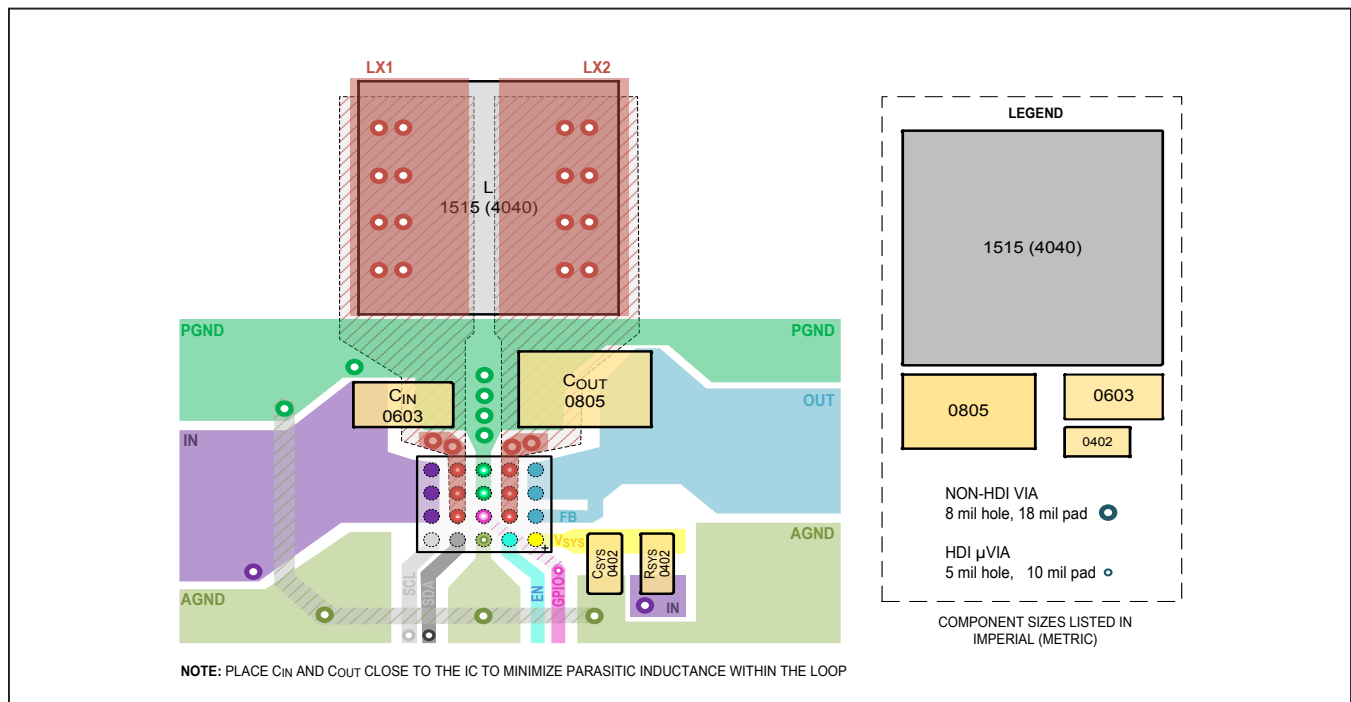 LX1
LX2
L
1515 (4040)
PGND
PGND
CIN
0603
COUT
0805
OUT
IN
FB
VSYS
+
CSYS
0402
RSYS
0402
AGND
AGND
SCL
SDA
EN
GPIO
IN
NOTE: PLACE CIN AND COUT CLOSE TO THE IC TO MINIMIZE PARASITIC INDUCTANCE WITHIN THE LOOP
LEGEND
1515 (4040)
0805
0603
0402
NON-HDI VIA
8 mil hole, 18 mil pad
HDI µVIA
5 mil hole, 10 mil pad
COMPONENT SIZES LISTED IN
IMPERIAL (METRIC)